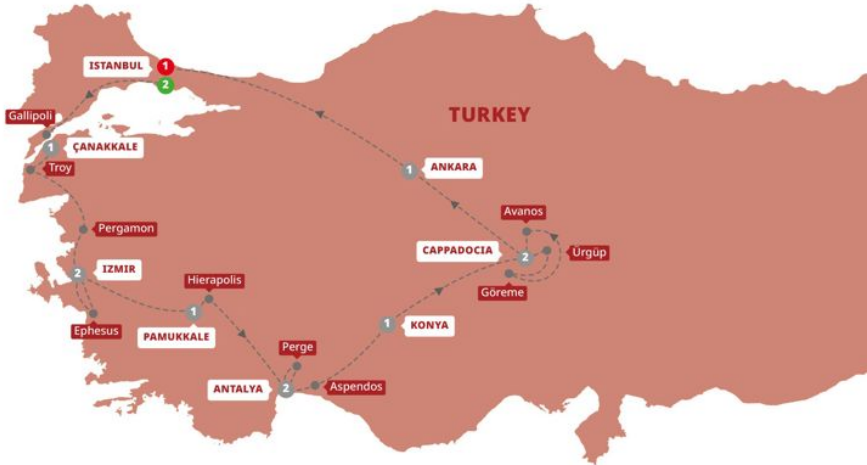 ISTANBUL 1
2
Gallipoli
1 ÇANAKKALE
TURKEY
Troy
1 ANKARA
Avanos
Pergamon
CAPPADOCIA 2
Ürgüp
2 IZMIR
Hierapolis
Göreme
1
PAMUKKALE
Ephesus
1 KONYA
Perge
ANTALYA 2
Aspendos